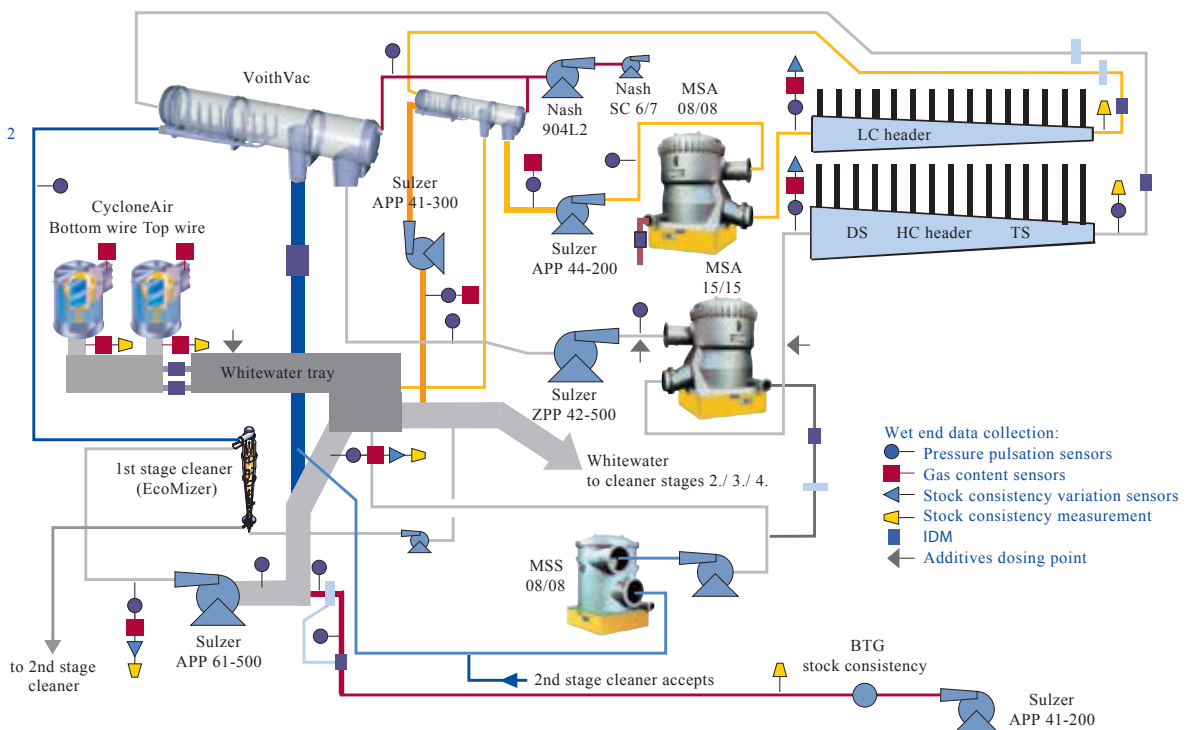 VoithVac
2
Nash
904L2
Nash
SC 6/7
MSA
08/08
LC header
DS
HC header
TS
Sulzer
APP 41-300
Sulzer
APP 44-200
MSA
15/15
CycloneAir
Bottom wire
Top wire
Whitewater tray
Sulzer
ZPP 42-500
Whitewater
to cleaner stages 2./ 3./ 4.
1st stage cleaner
(EcoMizer)
MSS
08/08
Wet end data collection:
Pressure pulsation sensors
Gas content sensors
Stock consistency variation sensors
Stock consistency measurement
IDM
Additives dosing point
to 2nd stage
cleaner
Sulzer
APP 61-500
2nd stage cleaner accepts
BTG
stock consistency
Sulzer
APP 41-200